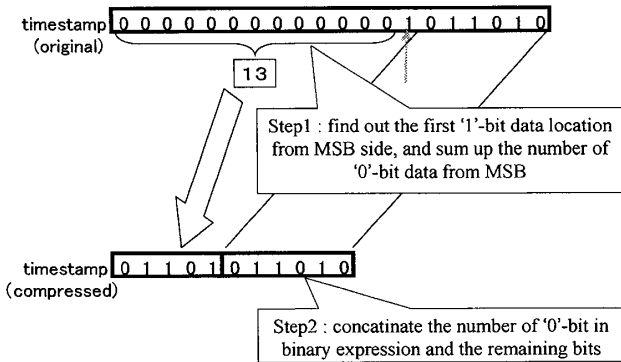 timestamp
(original)
0 0 0 0 0 0 0 0 0 0 0 0 0 1 0 1 1 0 1 0
13
Step1 : find out the first '1'-bit data location
from MSB side, and sum up the number of
'0'-bit data from MSB
timestamp
(compressed)
0 1 1 0 1 0 1 1 0 1 0
Step2 : concatinate the number of '0'-bit in
binary expression and the remaining bits